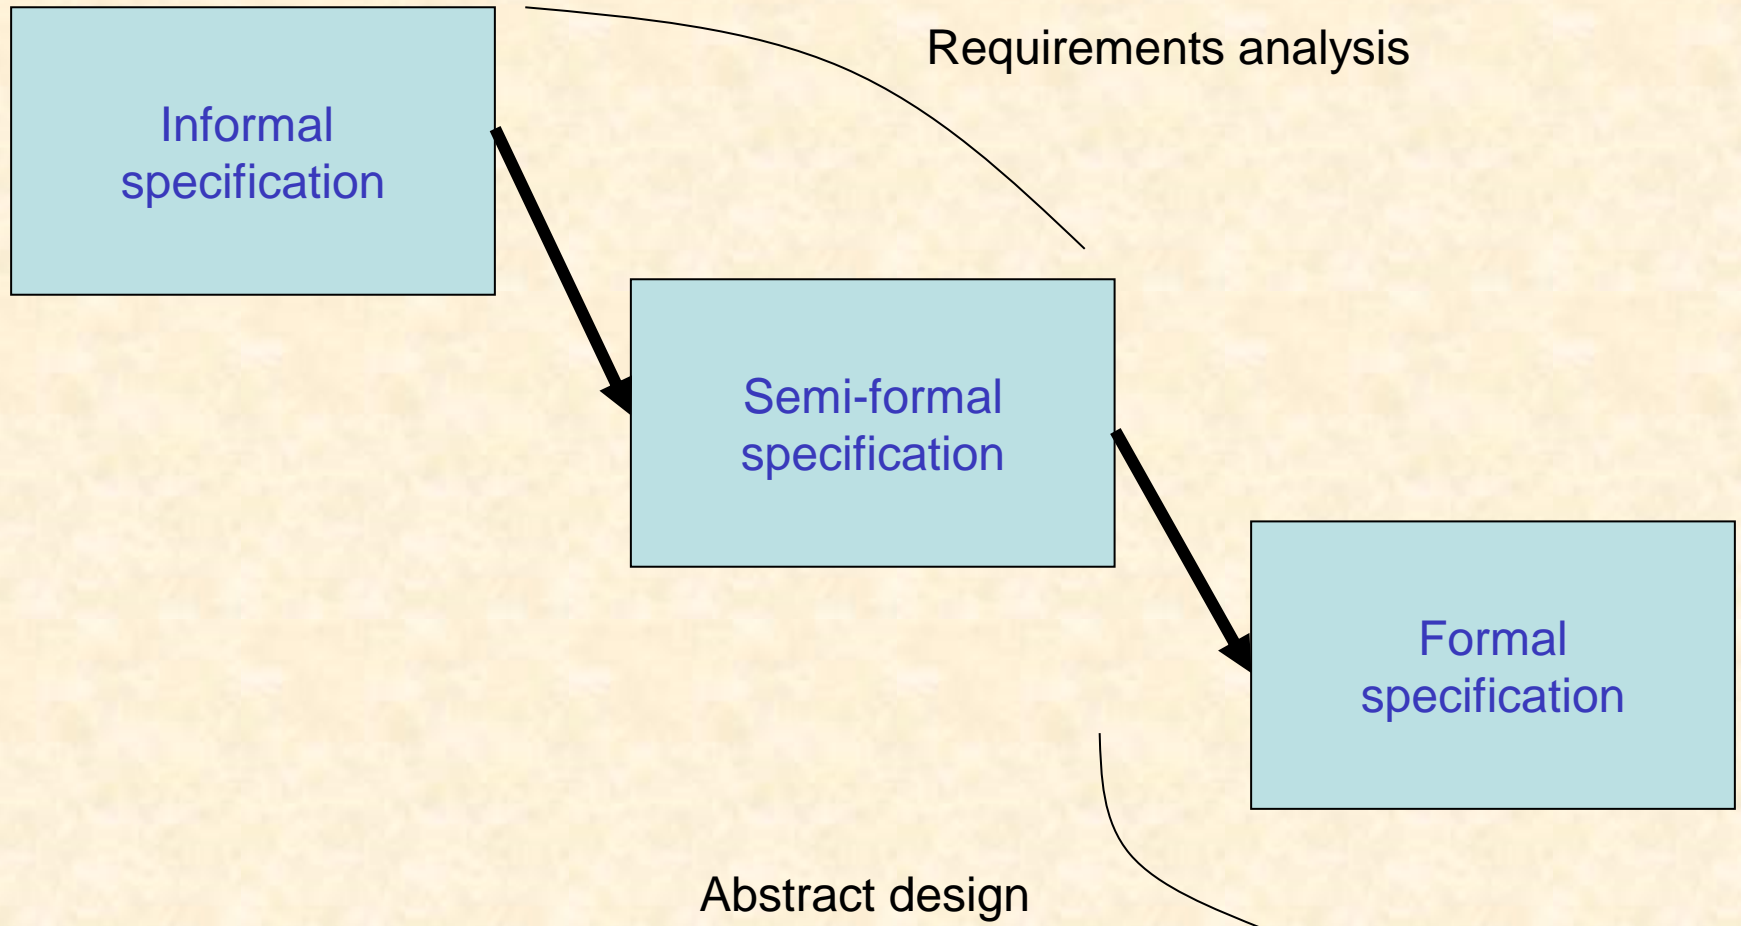 Requirements analysis
Informal
specification
Semi-formal
specification
Formal
specification
Abstract design